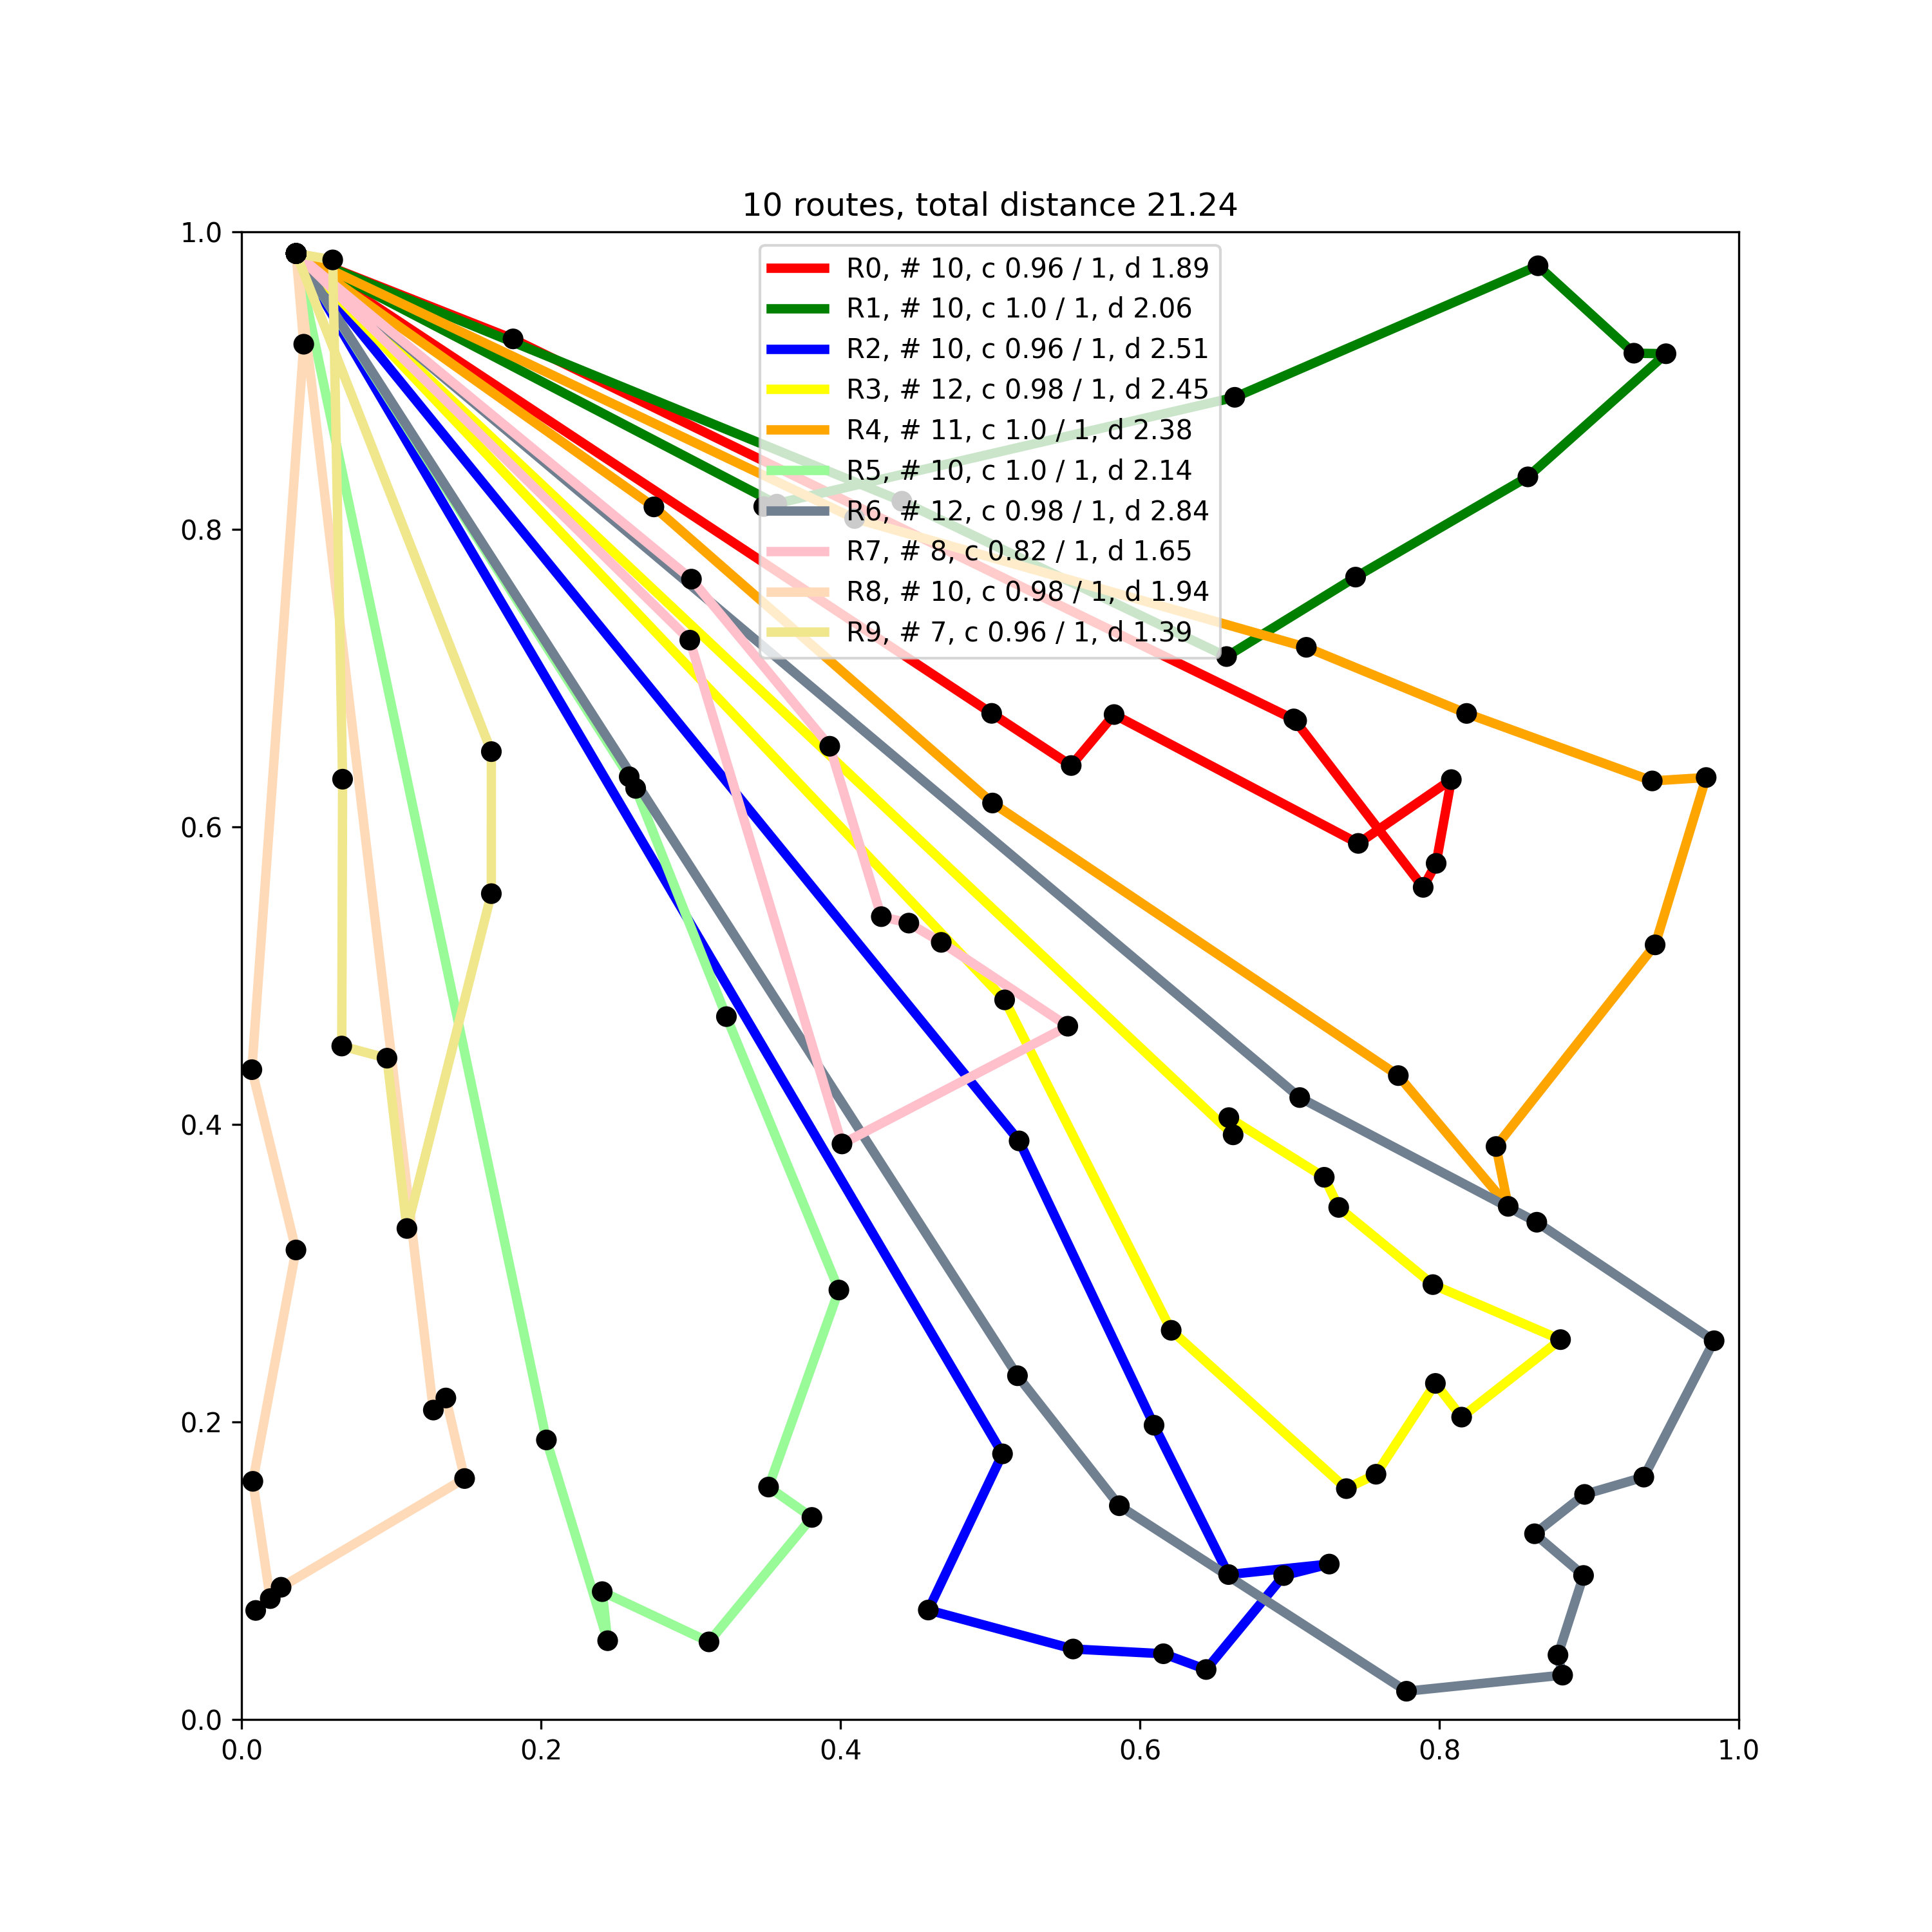 10 routes, total distance 21.24
1.0
0.8
0.6
0.4
0.2
0.0
R0, # 10, c 0.96 / 1, d 1.89
R1, # 10, c 1.0 / 1, d 2.06
R2, # 10, c 0.96 / 1, d 2.51
R3, # 12, c 0.98 / 1, d 2.45
R4, # 11, c 1.0 / 1, d 2.38
R5, # 10, c 1.0 / 1, d 2.14
R6, # 12, c 0.98 / 1, d 2.84
R7, # 8, c 0.82 / 1, d 1.65
R8, # 10, c 0.98 / 1, d 1.94
R9, # 7, c 0.96 / 1, d 1.39
0.0 0.2 0.4 0.6 0.8 1.0